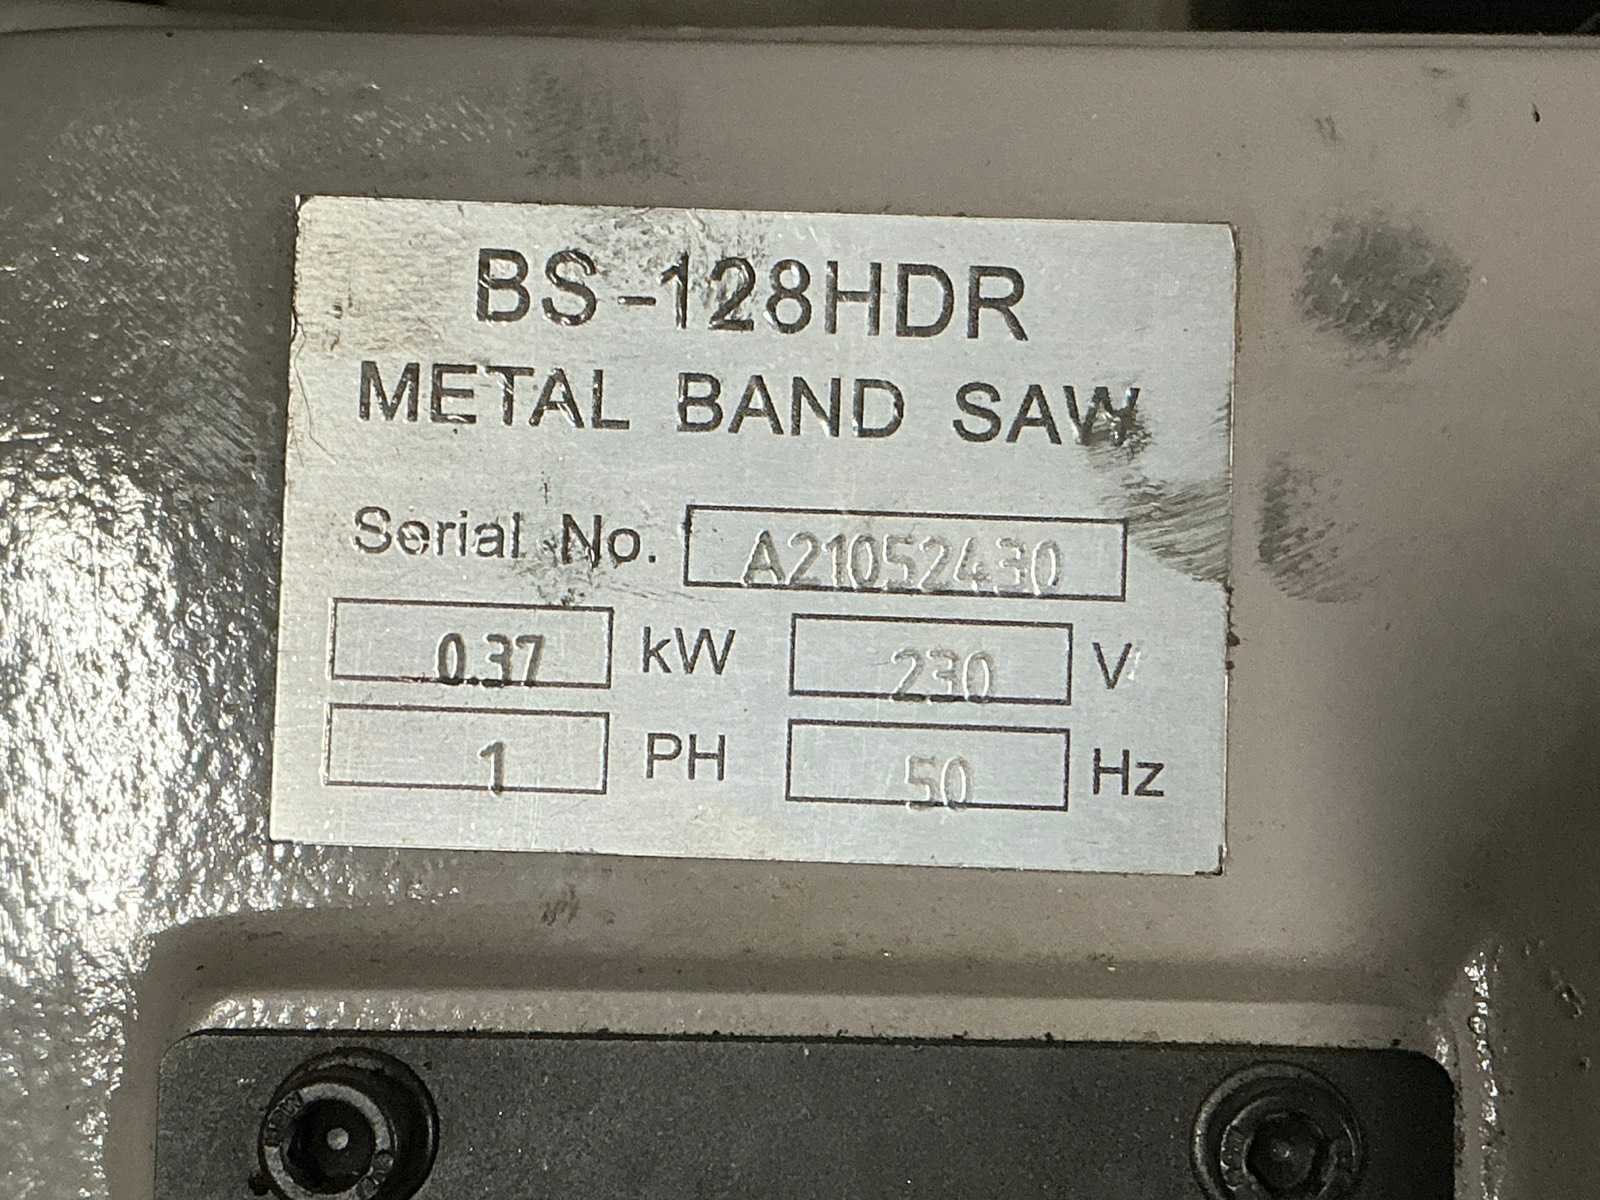 BS-128HDR
METAL BAND SAW
Serial No. A21052430
0.37 kW 230 V
1 PH 50 Hz